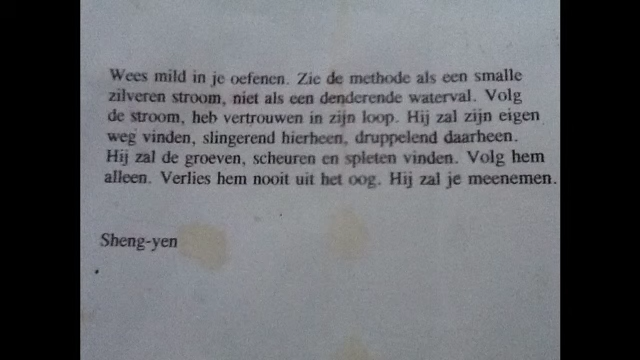 Wees mild in je oefenen. Zie de methode als een smalle
zilveren stroom, niet als een denderende waterval. Volg
de stroom, heb vertrouwen in zijn loop. Hij zal zijn eigen
weg vinden, slingerend hierheen, druppelend daarheen.
Hij zal de groeven, scheuren en spleten vinden. Volg hem
alleen. Verlies hem nooit uit het oog. Hij zal je meenemen.
Sheng-yen